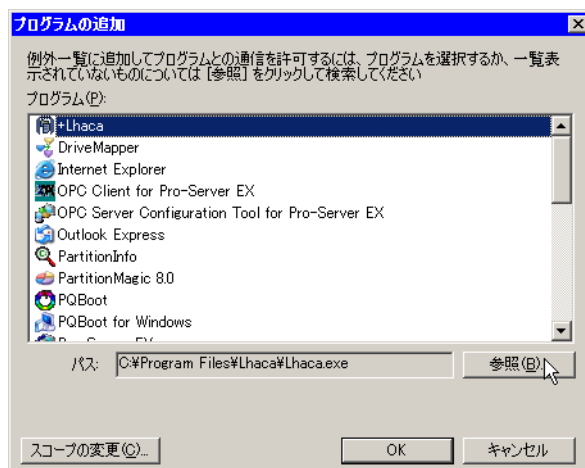 プログラムの追加
例外一覧に追加してプログラムとの通信を許可するには、プログラムを選択するか、一覧表
示されていないものについては [参照] をクリックして検索してください
プログラム(P):
+Lhaca
DriveMapper
Internet Explorer
OPC Client for Pro-Server EX
OPC Server Configuration Tool for Pro-Server EX
Outlook Express
PartitionInfo
PartitionMagic 8.0
PQBoot
PQBoot for Windows
パス: C:¥Program Files¥Lhaca¥Lhaca.exe 参照(B)...
スコープの変更(C)... OK キャンセル